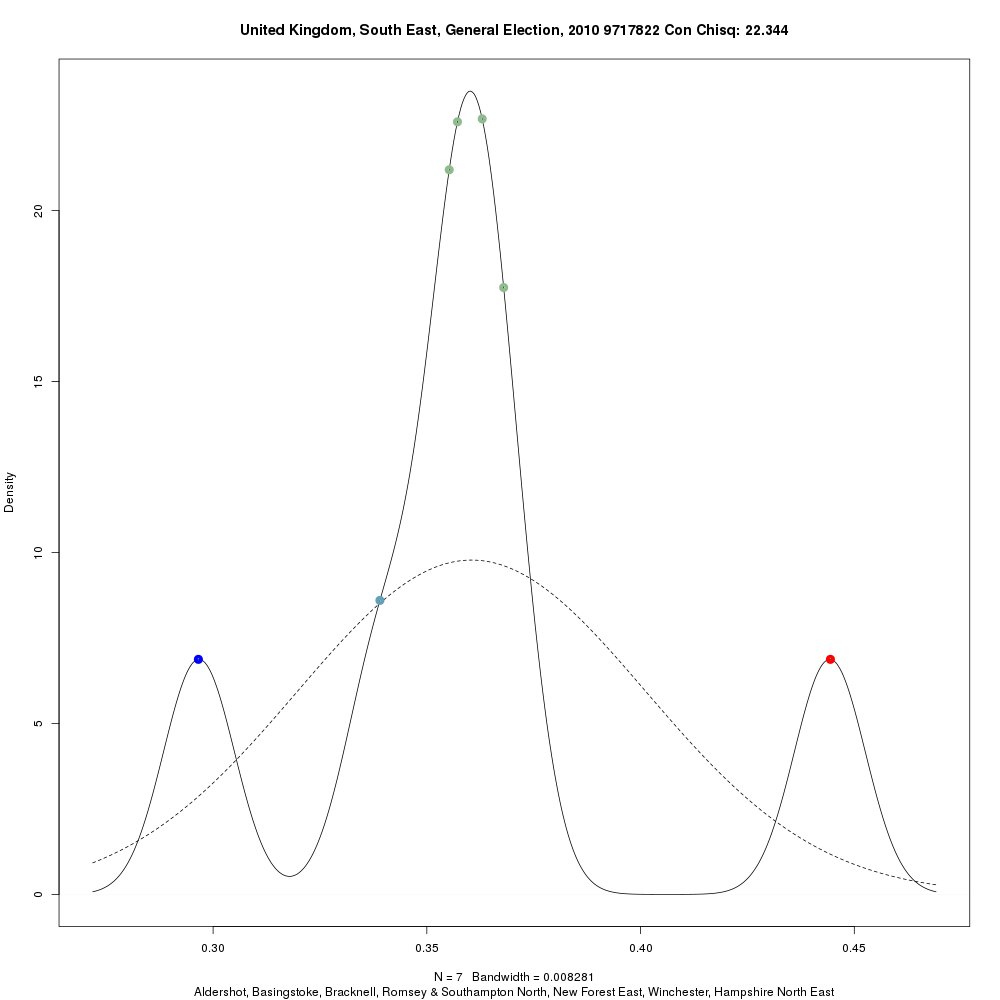 United Kingdom, South East, General Election, 2010 9717822 Con Chisq: 22.344
Density
20
15
10
5
0
0.30 0.35 0.40 0.45
N = 7 Bandwidth = 0.008281
Aldershot, Basingstoke, Bracknell, Romsey & Southampton North, New Forest East, Winchester, Hampshire North East